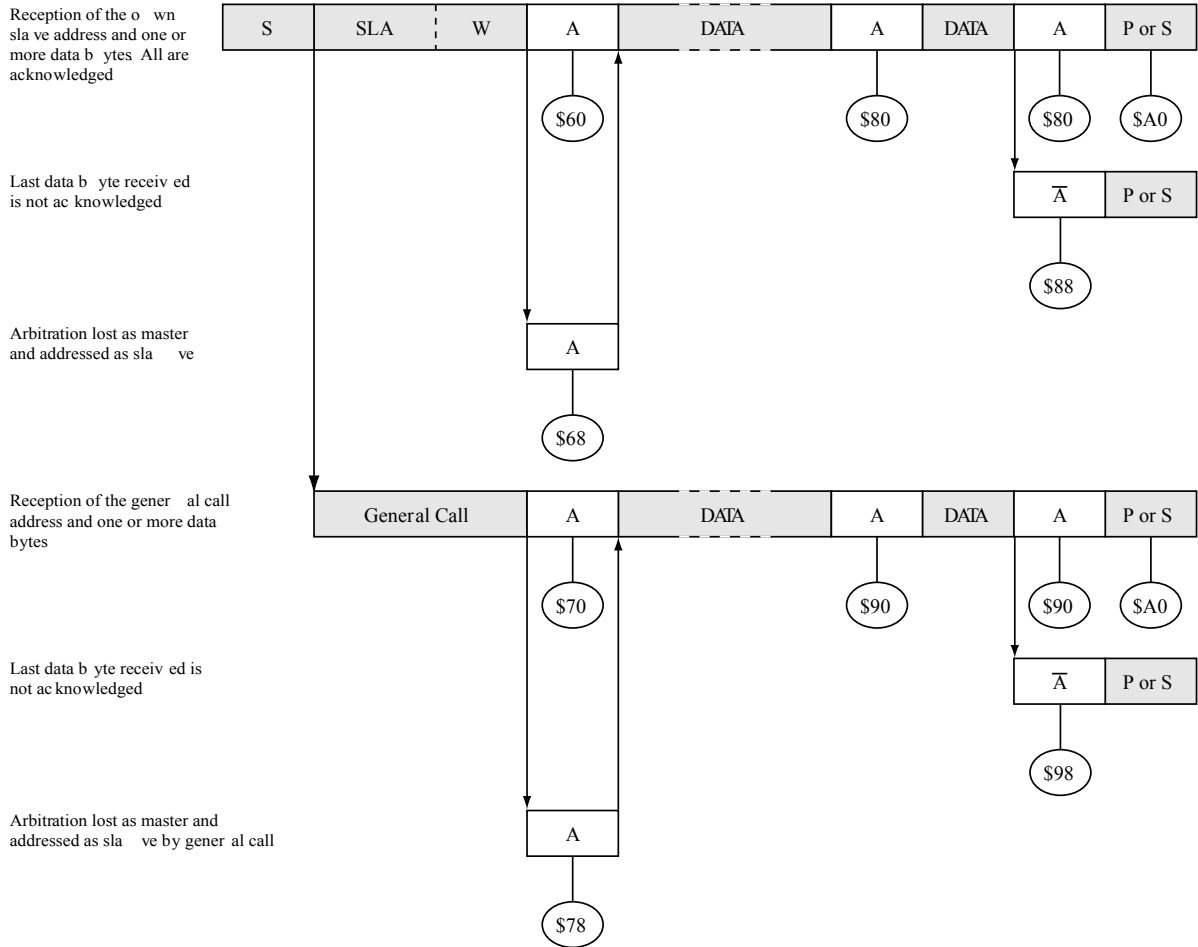 Reception of the o wn
sla ve address and one or
more data b ytes. All are
acknowledged
S SLA W A DATA A DATA A P or S
$60 $80 $80 $A0
Last data b yte receiv ed
is not ac knowledged
A P or S
$88
Arbitration lost as master
and addressed as sla ve
A
$68
Reception of the gener al call
address and one or more data
bytes
General Call A DATA A DATA A P or S
$70 $90 $90 $A0
Last data b yte receiv ed is
not ac knowledged
A P or S
$98
Arbitration lost as master and
addressed as sla ve by gener al call
A
$78